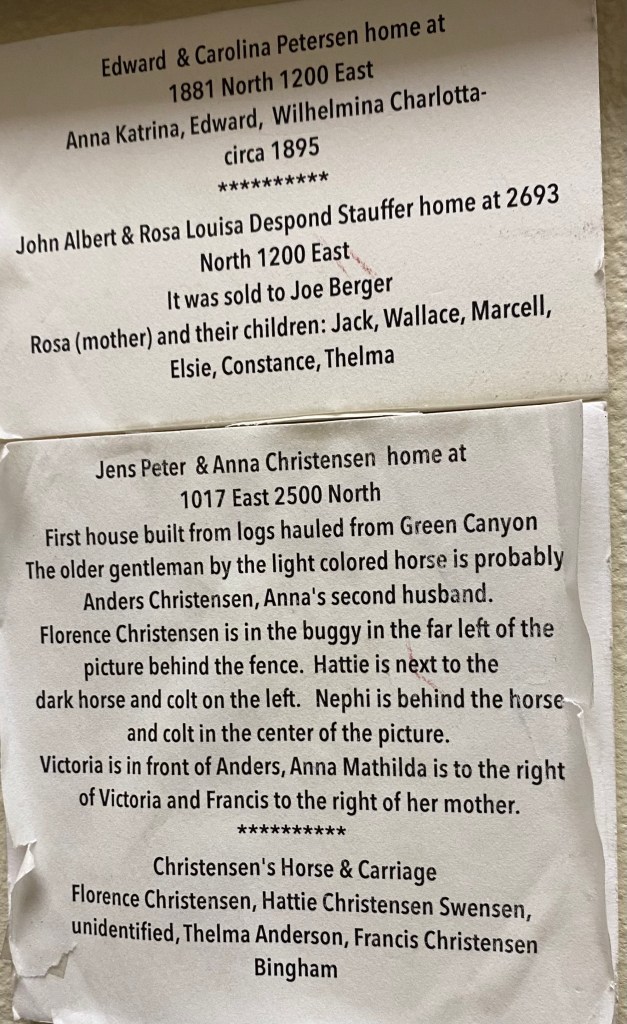 Edward & Carolina Petersen home at
1881 North 1200 East
Anna Katrina, Edward, Wilhelmina Charlotta-
circa 1895
**********
John Albert & Rosa Louisa Despond Stauffer home at 2693
North 1200 East
It was sold to Joe Berger
Rosa (mother) and their children: Jack, Wallace, Marcell,
Elsie, Constance, Thelma
Jens Peter & Anna Christensen home at
1017 East 2500 North
First house built from logs hauled from Green Canyon
The older gentleman by the light colored horse is probably
Anders Christensen, Anna's second husband.
Florence Christensen is in the buggy in the far left of the
picture behind the fence. Hattie is next to the
dark horse and colt on the left. Nephi is behind the horse
and colt in the center of the picture.
Victoria is in front of Anders, Anna Mathilda is to the right
of Victoria and Francis to the right of her mother.
**********
Christensen's Horse & Carriage
Florence Christensen, Hattie Christensen Swensen,
unidentified, Thelma Anderson, Francis Christensen
Bingham